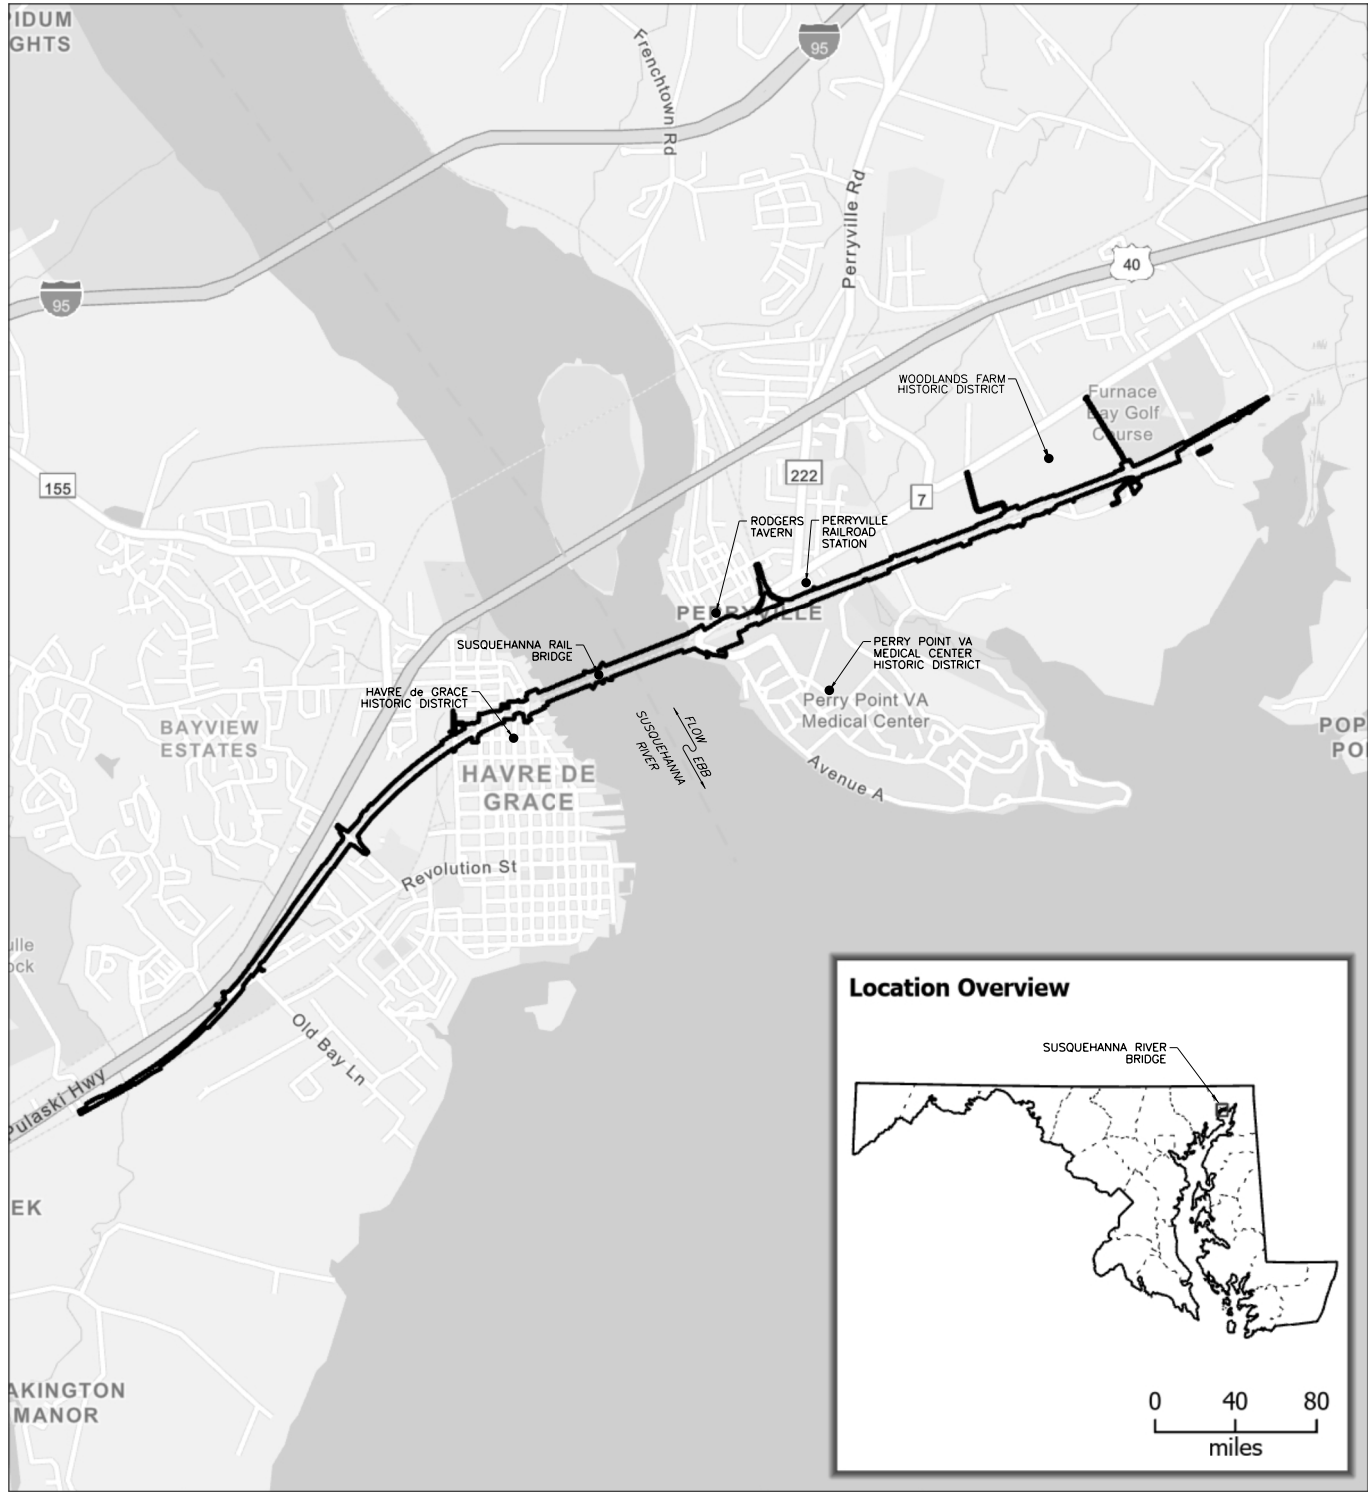 PIDUM
GHTS
Frenchtown Rd
95
Perryville Rd
40
95
WOODLANDS FARM
HISTORIC DISTRICT
Furnace
Bay Golf
Course
155
222
7
RODGERS
TAVERN
PERRYVILLE
RAILROAD
STATION
PERRYVILLE
SUSQUEHANNA RAIL
BRIDGE
PERRY POINT VA
MEDICAL CENTER
HISTORIC DISTRICT
HAVRE de GRACE
HISTORIC DISTRICT
Perry Point VA
Medical Center
BAYVIEW
ESTATES
SUSQUEHANNA
RIVER
FLOW
EBB
POP
PO
HAVRE DE
GRACE
Avenue A
Revolution St
ulle
ock
Old Bay Ln
Pulaski Hwy
EK
AKINGTON
MANOR
Location Overview
SUSQUEHANNA RIVER
BRIDGE
0 40 80
miles